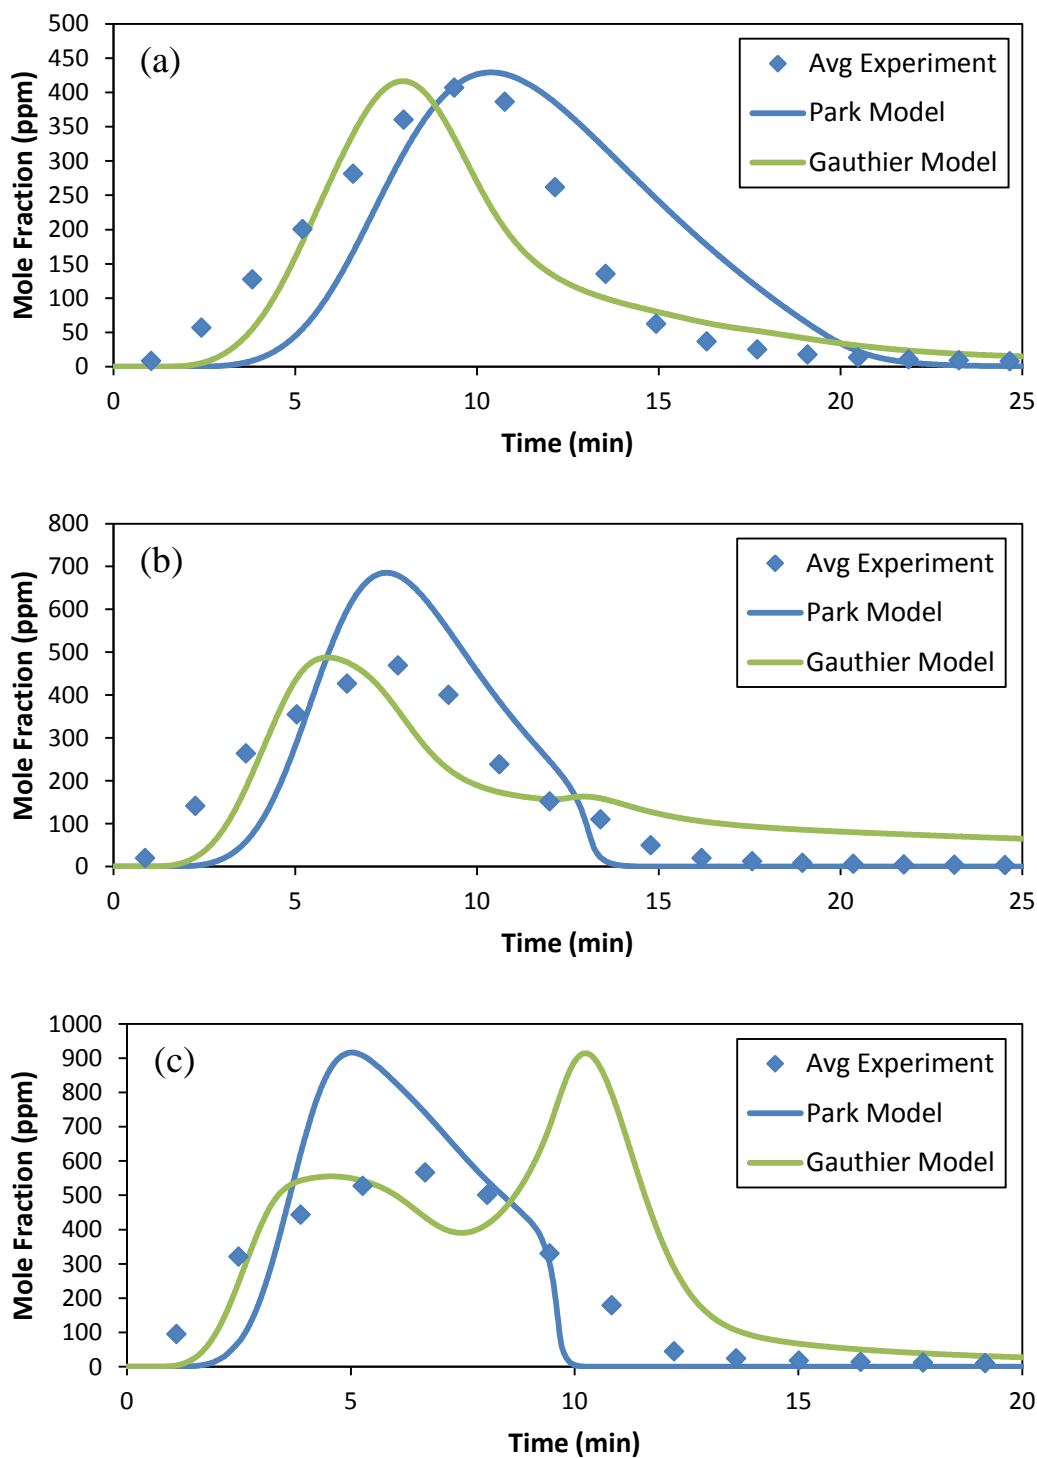 (a)
Mole Fraction (ppm)
500
450
400
350
300
250
200
150
100
50
0
Avg Experiment
Park Model
Gauthier Model
0 5 10 15 20 25
Time (min)
(b)
Mole Fraction (ppm)
800
700
600
500
400
300
200
100
0
Avg Experiment
Park Model
Gauthier Model
0 5 10 15 20 25
Time (min)
(c)
Mole Fraction (ppm)
1000
900
800
700
600
500
400
300
200
100
0
Avg Experiment
Park Model
Gauthier Model
0 5 10 15 20
Time (min)